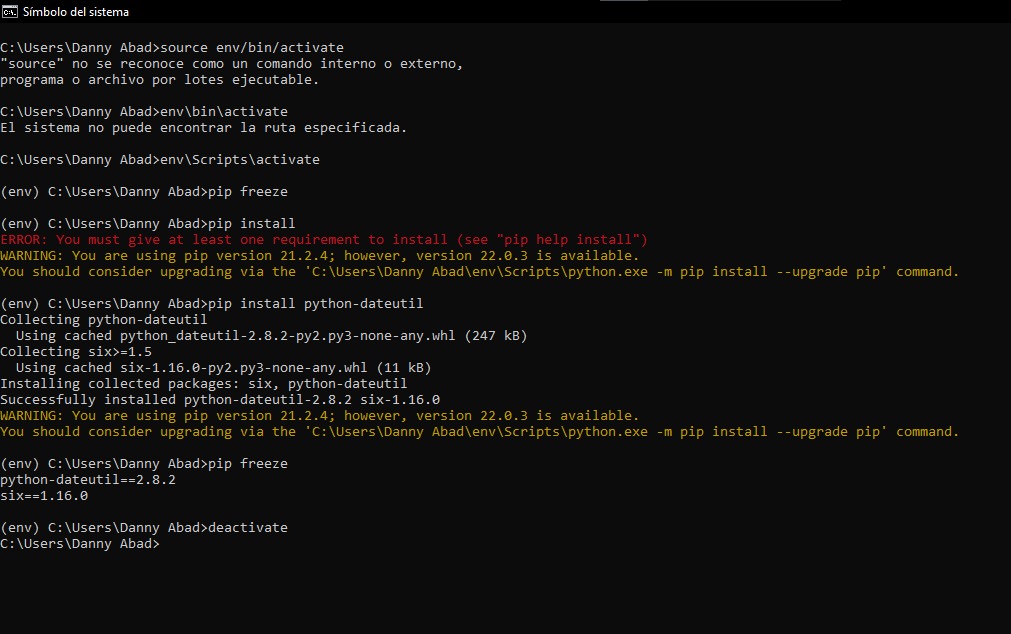 Símbolo del sistema
C:\Users\Danny Abad>source env/bin/activate
"source" no se reconoce como un comando interno o externo,
programa o archivo por lotes ejecutable.
C:\Users\Danny Abad>env\bin\activate
El sistema no puede encontrar la ruta especificada.
C:\Users\Danny Abad>env\Scripts\activate
(env) C:\Users\Danny Abad>pip freeze
(env) C:\Users\Danny Abad>pip install
ERROR: You must give at least one requirement to install (see "pip help install")
WARNING: You are using pip version 21.2.4; however, version 22.0.3 is available.
You should consider upgrading via the 'C:\Users\Danny Abad\env\Scripts\python.exe -m pip install --upgrade pip' command.
(env) C:\Users\Danny Abad>pip install python-dateutil
Collecting python-dateutil
  Using cached python_dateutil-2.8.2-py2.py3-none-any.whl (247 kB)
Collecting six>=1.5
  Using cached six-1.16.0-py2.py3-none-any.whl (11 kB)
Installing collected packages: six, python-dateutil
Successfully installed python-dateutil-2.8.2 six-1.16.0
WARNING: You are using pip version 21.2.4; however, version 22.0.3 is available.
You should consider upgrading via the 'C:\Users\Danny Abad\env\Scripts\python.exe -m pip install --upgrade pip' command.
(env) C:\Users\Danny Abad>pip freeze
python-dateutil==2.8.2
six==1.16.0
(env) C:\Users\Danny Abad>deactivate
C:\Users\Danny Abad>